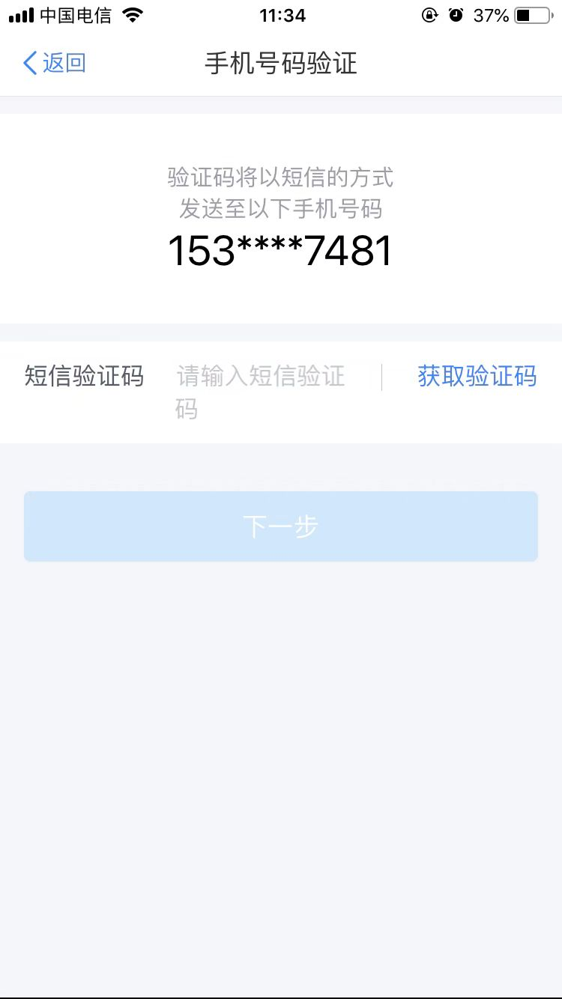 中国电信 11:34 37%
返回 手机号码验证
验证码将以短信的方式
发送至以下手机号码
153****7481
短信验证码 请输入短信验证 获取验证码
码
下一步